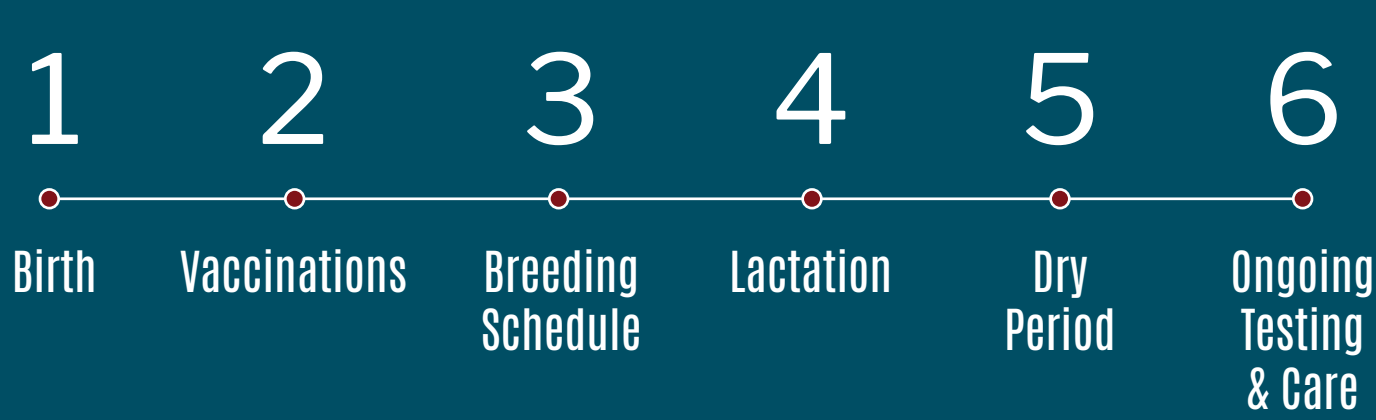 1 2 3 4 5 6
Birth Vaccinations Breeding Lactation Dry Ongoing
Schedule Period Testing
& Care